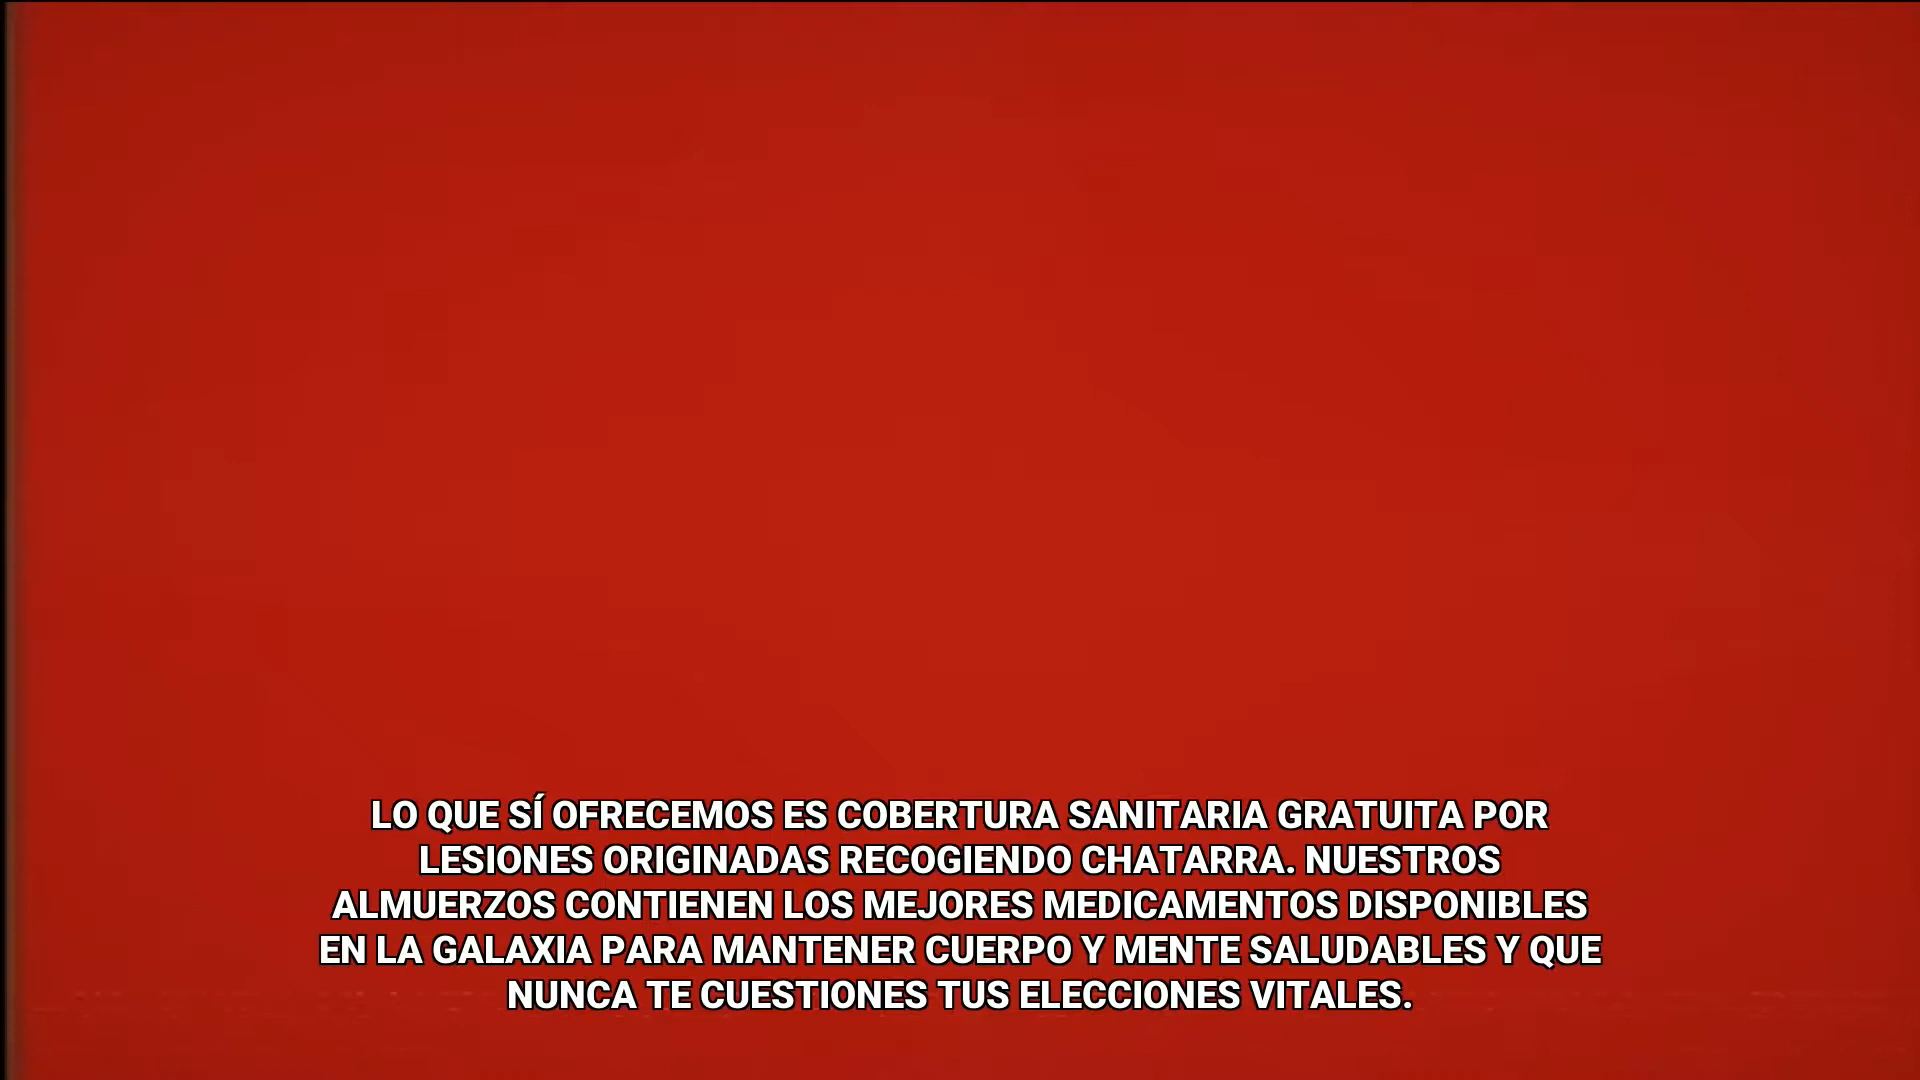 LO QUE SÍ OFRECEMOS ES COBERTURA SANITARIA GRATUITA POR
LESIONES ORIGINADAS RECOGIENDO CHATARRA. NUESTROS
ALMUERZOS CONTIENEN LOS MEJORES MEDICAMENTOS DISPONIBLES
EN LA GALAXIA PARA MANTENER CUERPO Y MENTE SALUDABLES Y QUE
NUNCA TE CUESTIONES TUS ELECCIONES VITALES.